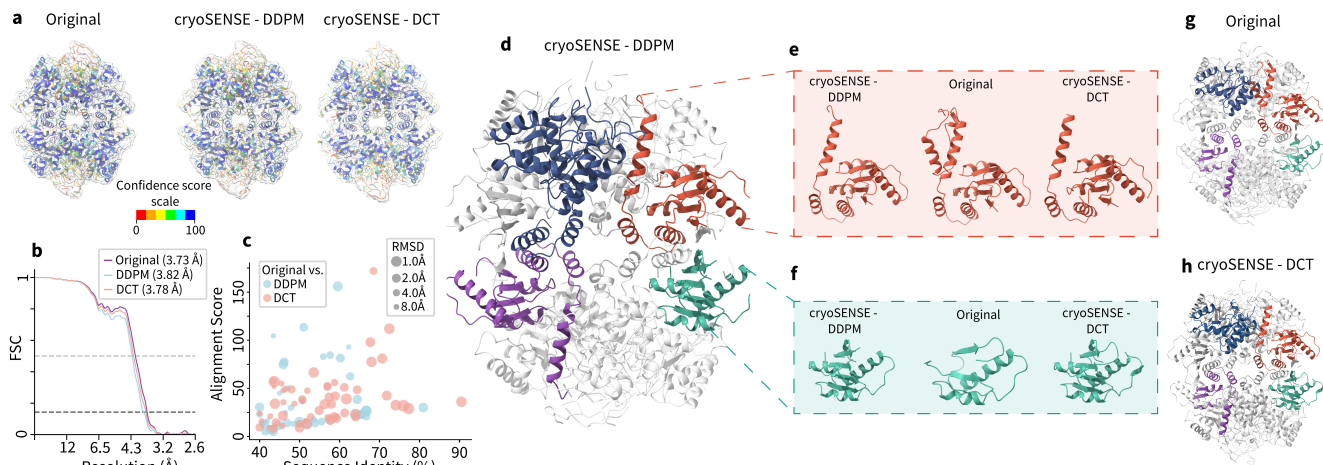 a
Original
cryoSENSE - DDPM
cryoSENSE - DCT
Confidence score
scale
0
100
b
Original (3.73 Å)
DDPM (3.82 Å)
DCT (3.78 Å)
1
FSC
0
12
6.5
4.3
3.2
2.6
Resolution (Å)
c
RMSD
1.0Å
2.0Å
4.0Å
8.0Å
Original vs.
DDPM
DCT
Alignment Score
150
100
50
0
40
50
60
70
80
90
Sequence Identity (%)
d
cryoSENSE - DDPM
e
cryoSENSE -
DDPM
Original
cryoSENSE -
DCT
f
cryoSENSE -
DDPM
Original
cryoSENSE -
DCT
g
Original
h
cryoSENSE - DCT